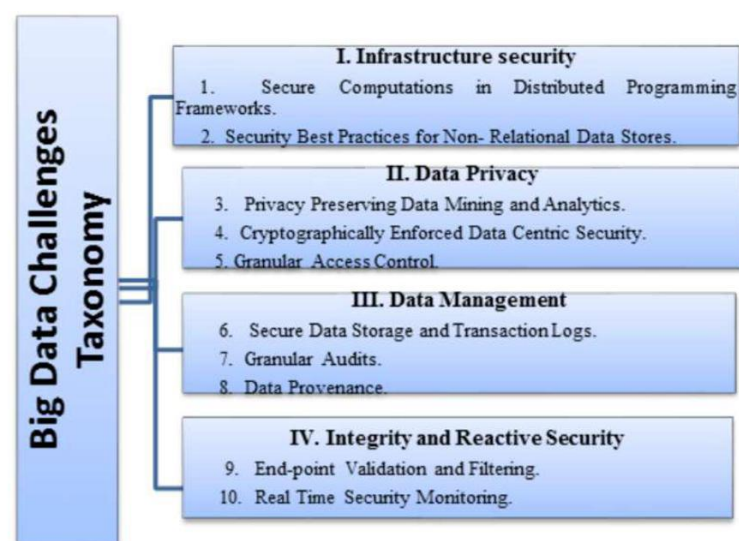 Big Data Challenges
Taxonomy
I. Infrastructure security
1. Secure Computations in Distributed Programming
Frameworks.
2. Security Best Practices for Non- Relational Data Stores.
II. Data Privacy
3. Privacy Preserving Data Mining and Analytics.
4. Cryptographically Enforced Data Centric Security.
5. Granular Access Control.
III. Data Management
6. Secure Data Storage and Transaction Logs.
7. Granular Audits.
8. Data Provenance.
IV. Integrity and Reactive Security
9. End-point Validation and Filtering.
10. Real Time Security Monitoring.